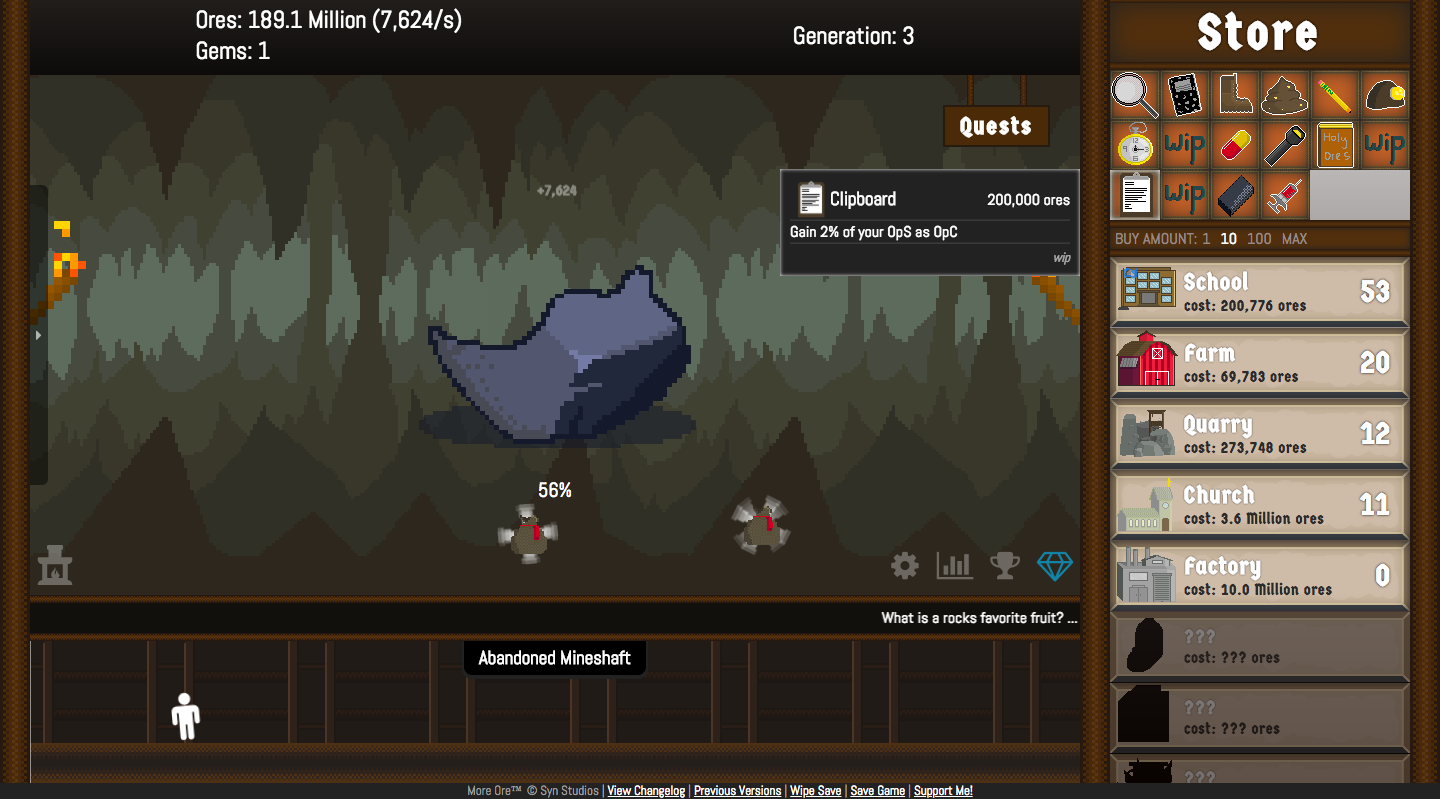 Ores: 189.1 Million (7,624/s)
Gems: 1
Generation: 3
Store
Quests
Wip
Holy
Ore's
Wip
Wip
+7,624
Clipboard
200,000 ores
Gain 2% of your OpS as OpC
wip
BUY AMOUNT: 1 10 100 MAX
School
cost: 200,776 ores
53
Farm
cost: 69,783 ores
20
Quarry
cost: 273,748 ores
12
Church
cost: 3.6 Million ores
11
Factory
cost: 10.0 Million ores
0
???
cost: ??? ores
???
cost: ??? ores
???
56%
What is a rocks favorite fruit? ...
Abandoned Mineshaft
More Ore™ © Syn Studios | View Changelog | Previous Versions | Wipe Save | Save Game | Support Me!